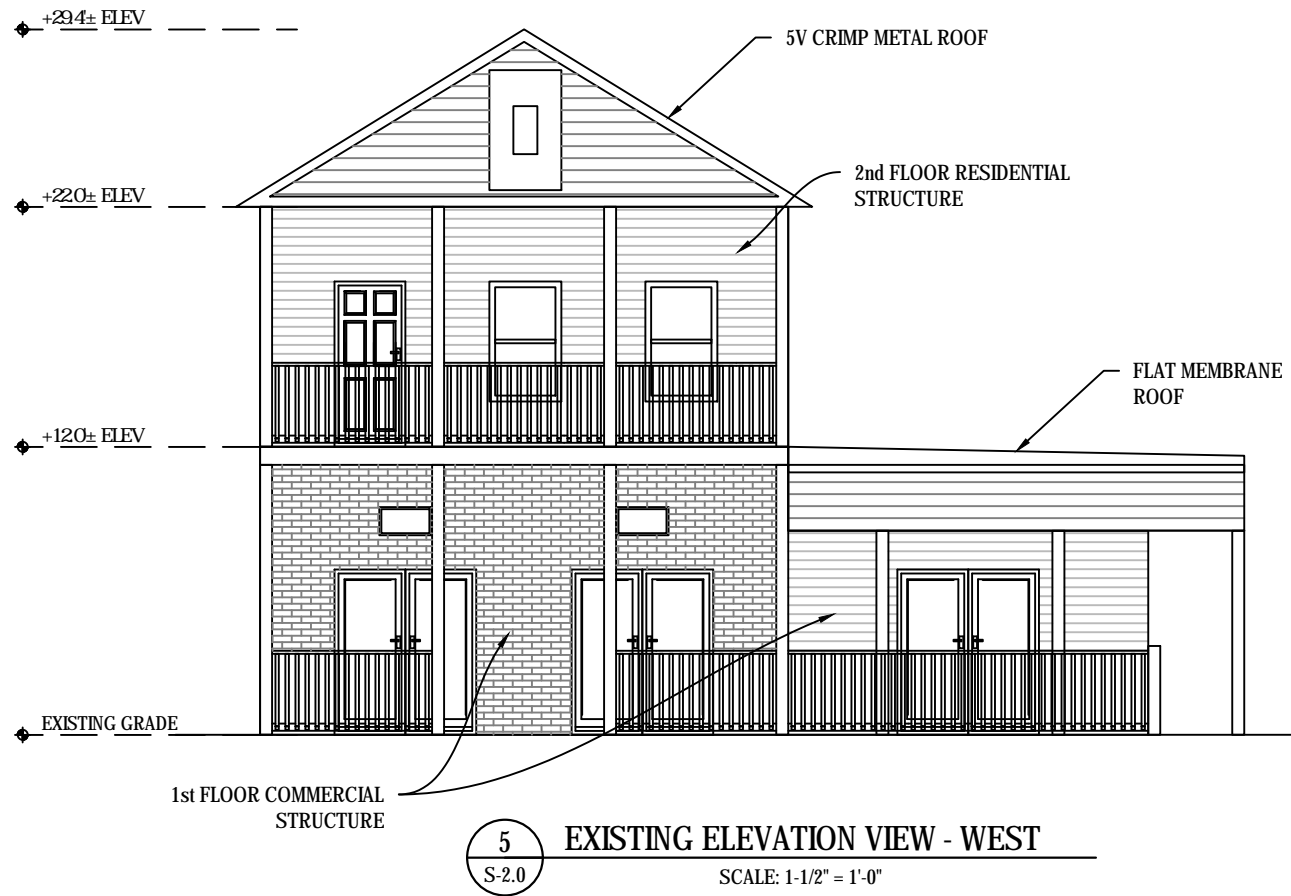 +29.4'± ELEV
5V CRIMP METAL ROOF
2nd FLOOR RESIDENTIAL
STRUCTURE
+22.0'± ELEV
FLAT MEMBRANE
ROOF
+12.0'± ELEV
EXISTING GRADE
1st FLOOR COMMERCIAL
STRUCTURE
5
S-2.0
EXISTING ELEVATION VIEW - WEST
SCALE: 1-1/2" = 1'-0"